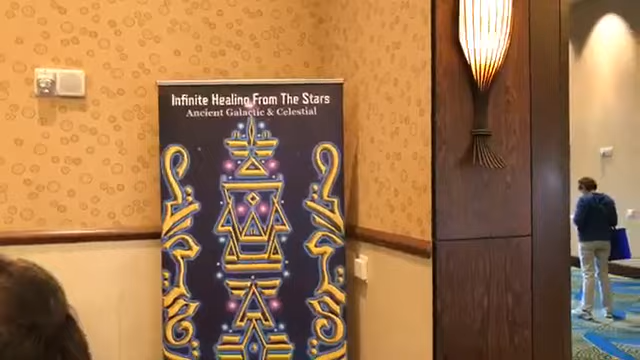 Infinite Healing From The Stars
Ancient Galactic & Celestial